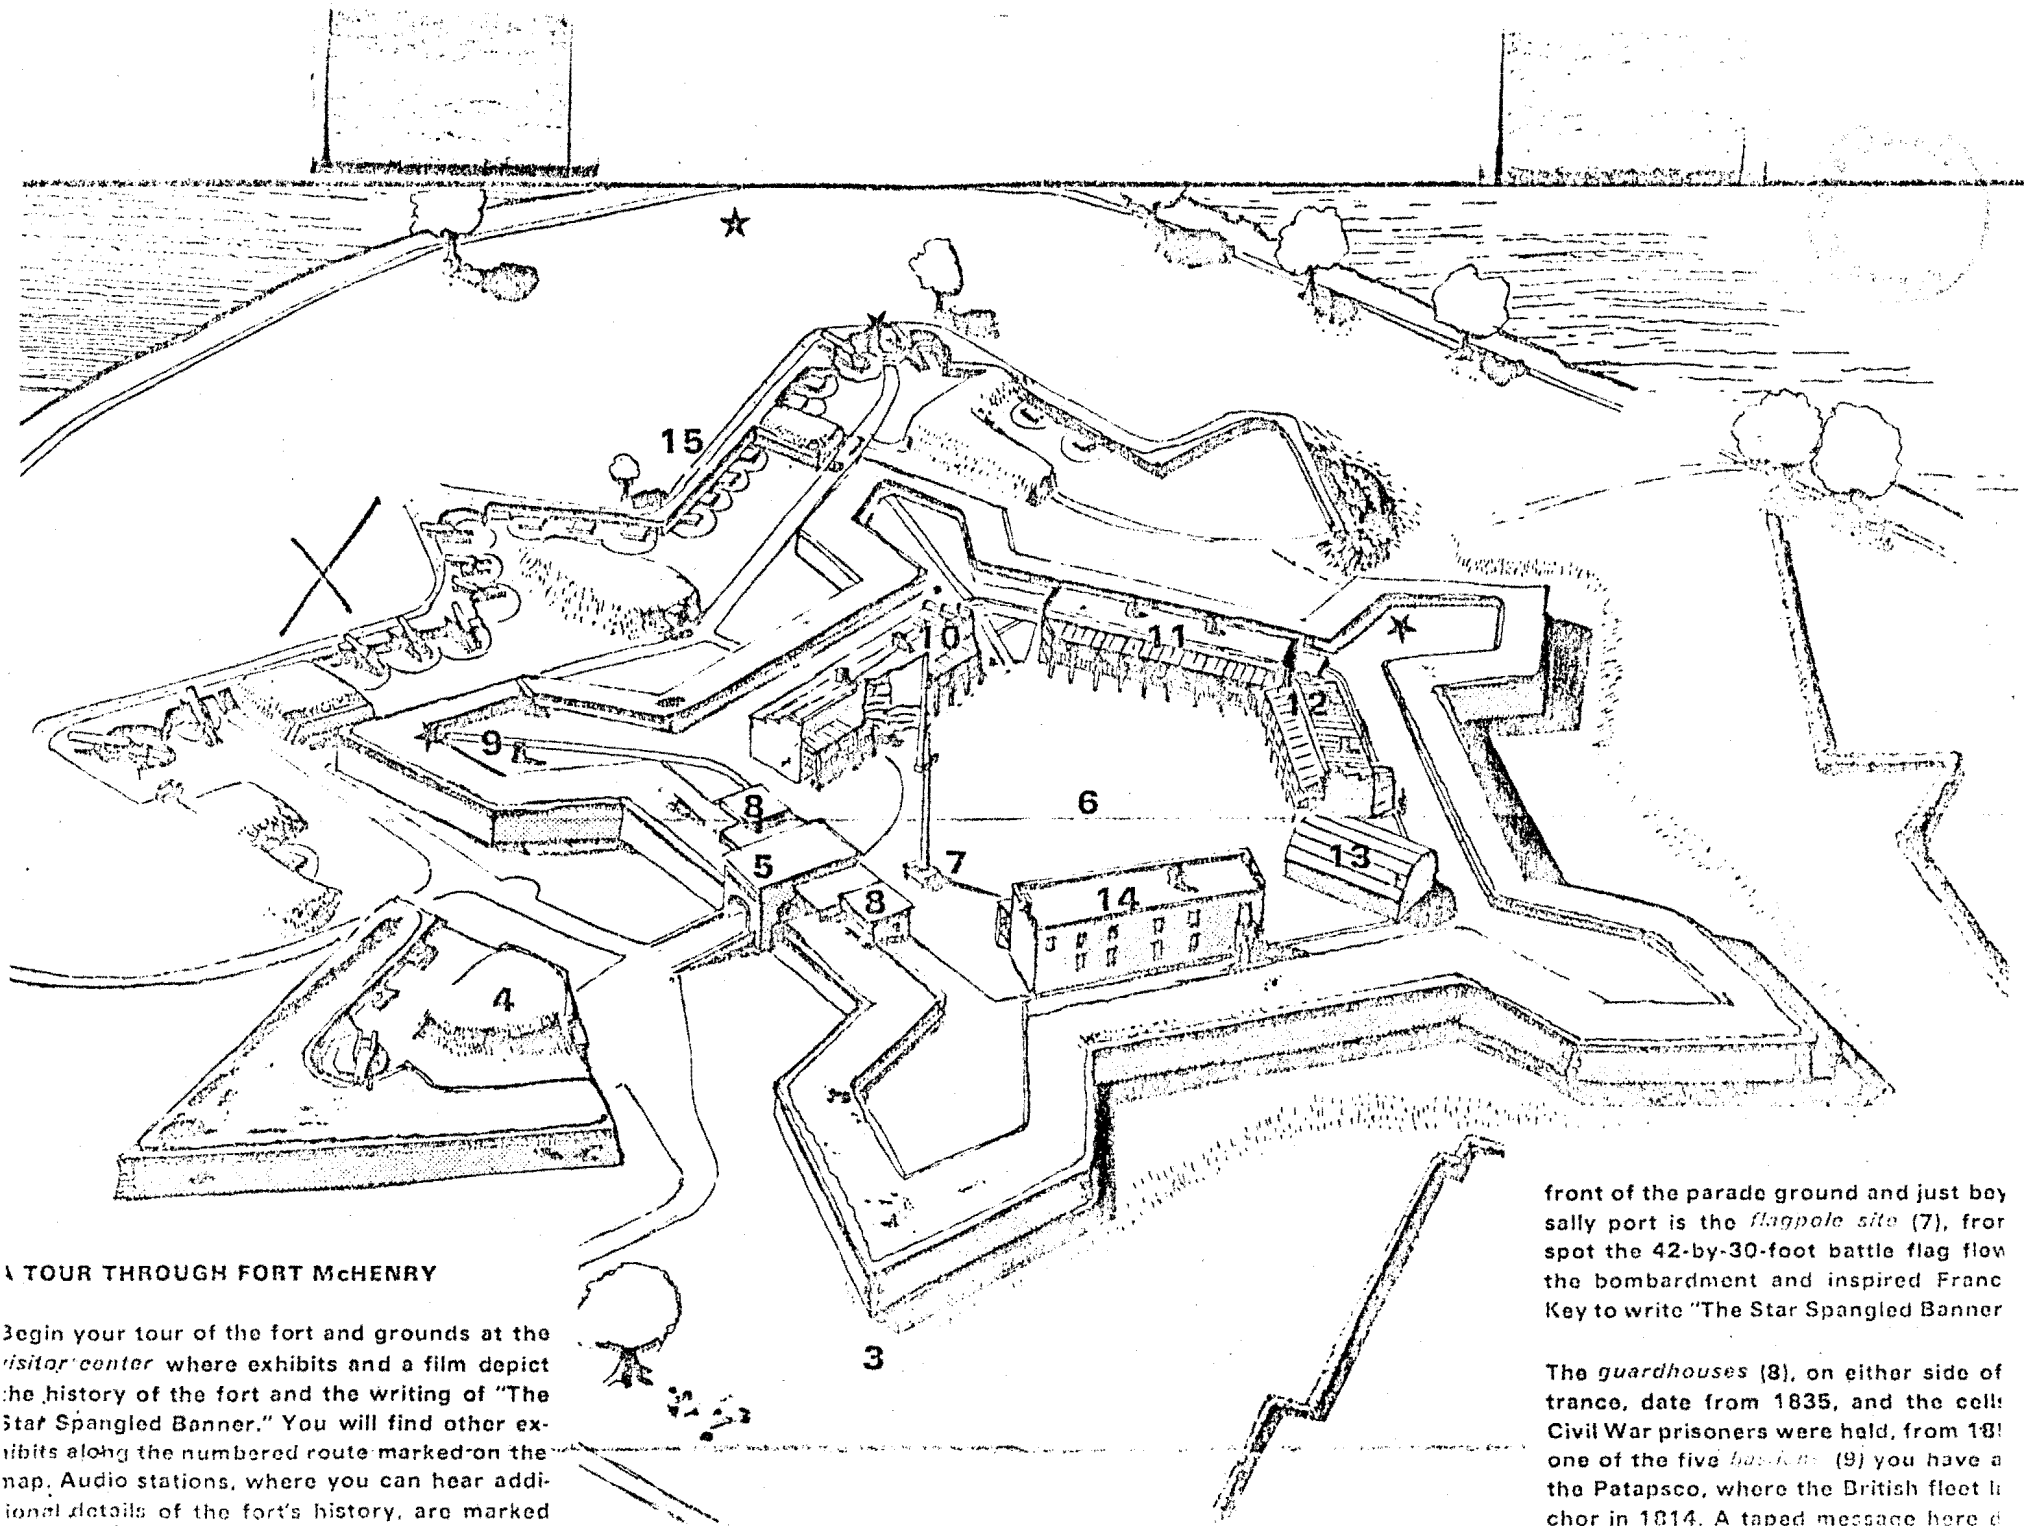 15
10
11
12
9
8
6
5
7
13
14
8
4
3
TOUR THROUGH FORT McHENRY
Begin your tour of the fort and grounds at the
visitor center where exhibits and a film depict
the history of the fort and the writing of "The
Star Spangled Banner." You will find other ex-
hibits along the numbered route marked on the
map. Audio stations, where you can hear addi-
tional details of the fort's history, are marked
front of the parade ground and just bey
sally port is the flagpole site (7), fror
spot the 42-by-30-foot battle flag flow
the bombardment and inspired Franc
Key to write "The Star Spangled Banner
The guardhouses (8), on either side of
trance, date from 1835, and the cells
Civil War prisoners were held, from
one of the five bastions (9) you have a
the Patapsco, where the British fleet
chor in 1814. A taped message here d